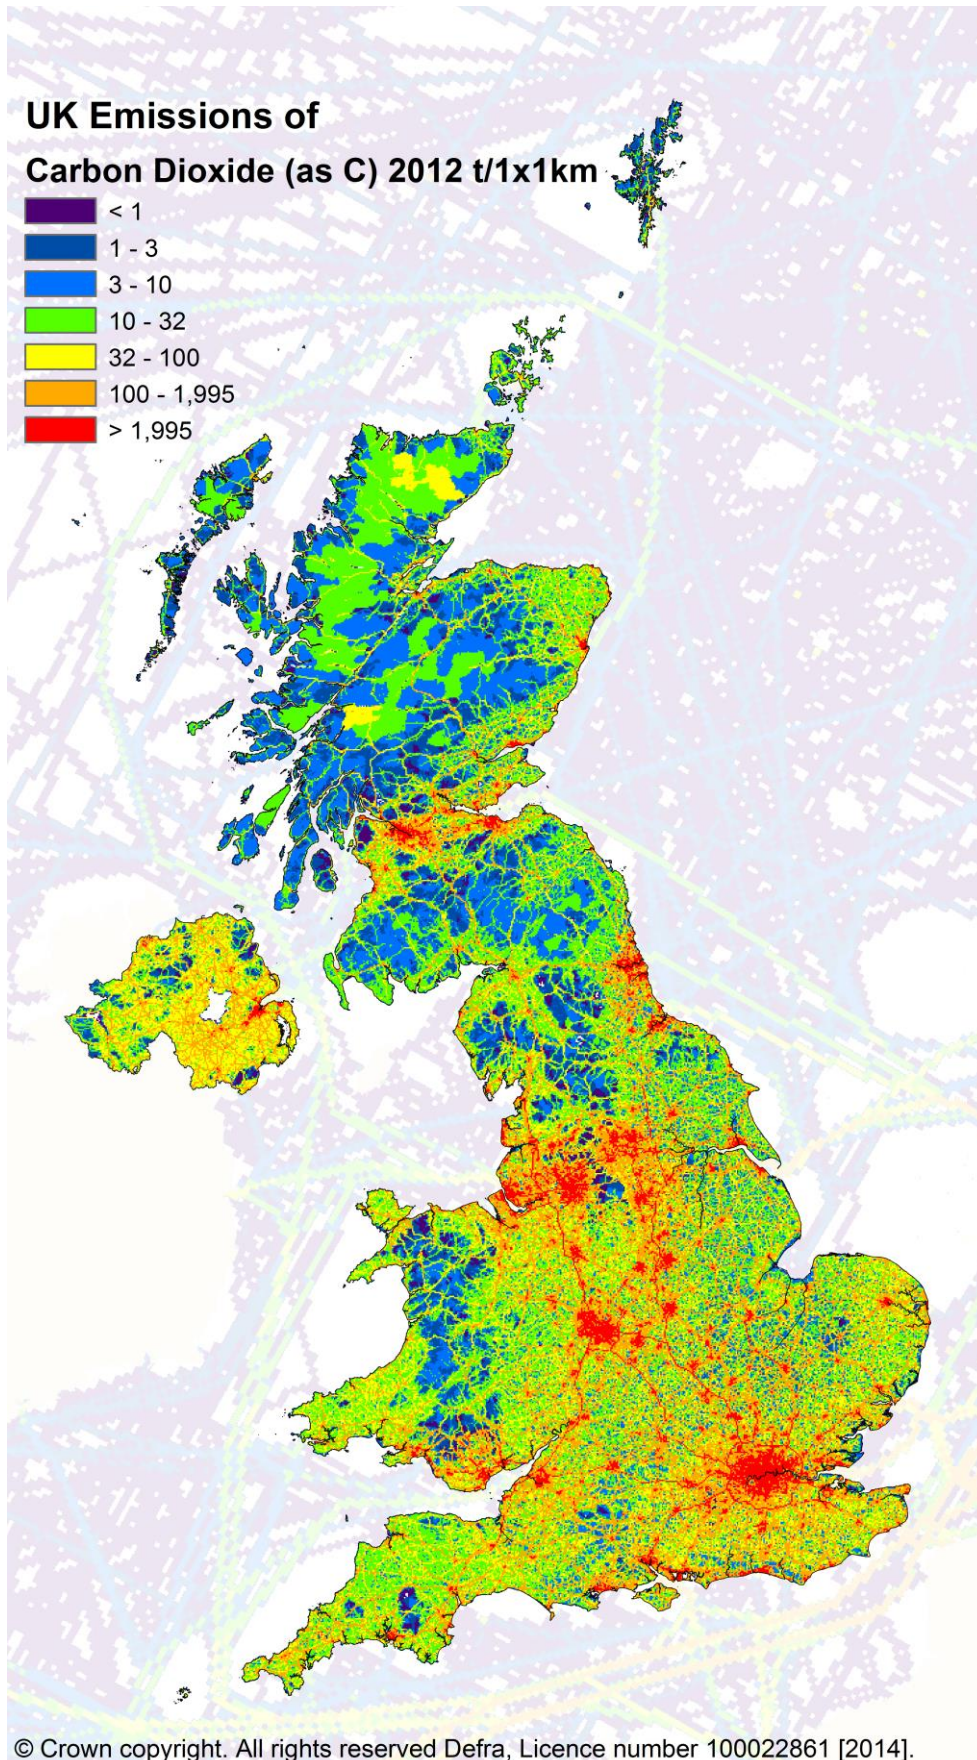 UK Emissions of
Carbon Dioxide (as C) 2012 t/1x1km
< 1
1 - 3
3 - 10
10 - 32
32 - 100
100 - 1,995
> 1,995
© Crown copyright. All rights reserved Defra, Licence number 100022861 [2014].